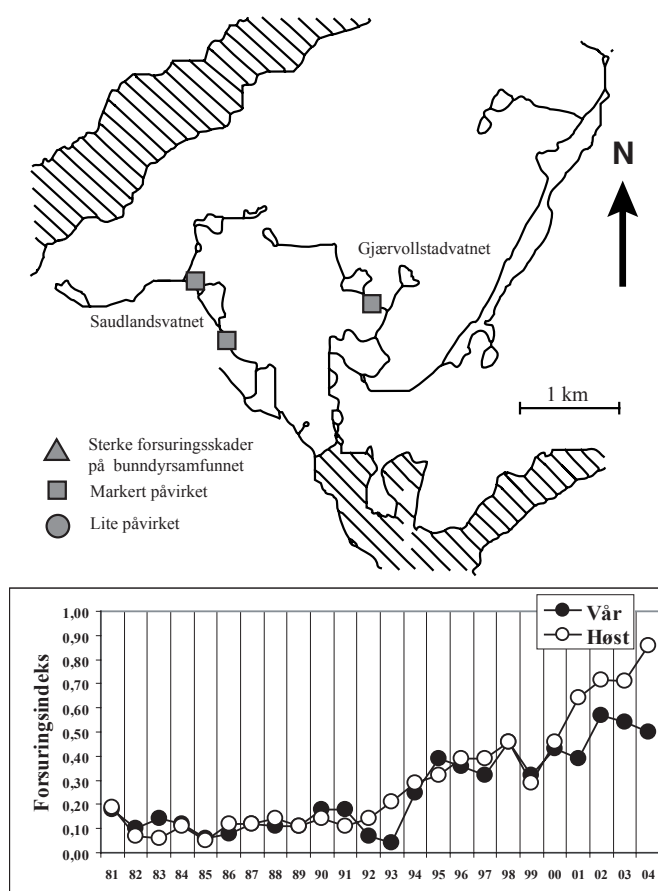 N
Gjærvollstadvatnet
Saudlandsvatnet
1 km
Sterke forsuringsskader
på bunndyrsamfunnet
Markert påvirket
Lite påvirket
Forsuringsindeks
1,00
0,90
0,80
0,70
0,60
0,50
0,40
0,30
0,20
0,10
0,00
Vår
Høst
81 82 83 84 85 86 87 88 89 90 91 92 93 94 95 96 97 98 99 00 01 02 03 04